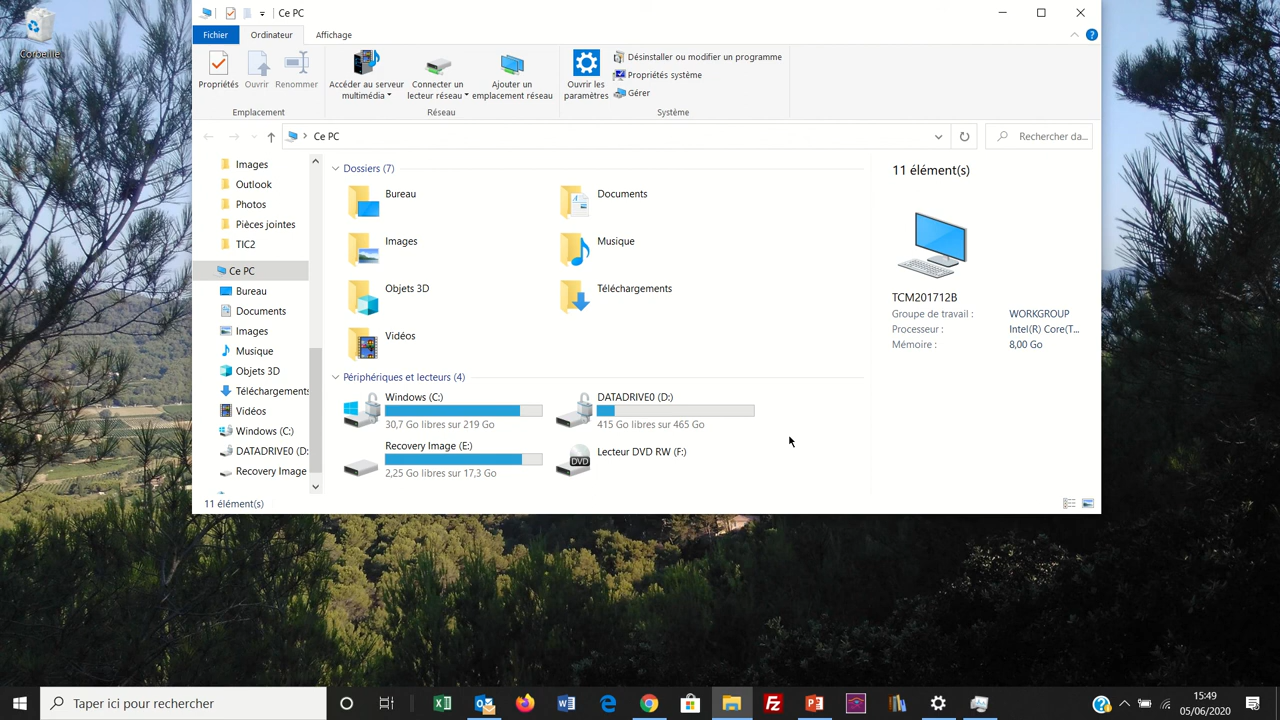 Corbeille
Ce PC
Fichier
Ordinateur
Affichage
Propriétés
Ouvrir
Renommer
Accéder au serveur
multimédia
Connecter un
lecteur réseau
Ajouter un
emplacement réseau
Ouvrir les
paramètres
Désinstaller ou modifier un programme
Propriétés système
Gérer
Emplacement
Réseau
Système
Ce PC
Rechercher da...
Images
Outlook
Photos
Pièces jointes
TIC2
Ce PC
Bureau
Documents
Images
Musique
Objets 3D
Téléchargements
Vidéos
Windows (C:)
DATADRIVE0 (D:
Recovery Image
Dossiers (7)
Bureau
Documents
Images
Musique
Objets 3D
Téléchargements
Vidéos
Périphériques et lecteurs (4)
Windows (C:)
30,7 Go libres sur 219 Go
DATADRIVE0 (D:)
415 Go libres sur 465 Go
Recovery Image (E:)
2,25 Go libres sur 17,3 Go
DVD
Lecteur DVD RW (F:)
11 élément(s)
TCM201712B
Groupe de travail : WORKGROUP
Processeur : Intel(R) Core(T...
Mémoire : 8,00 Go
11 élément(s)
Taper ici pour rechercher
15:49
05/06/2020